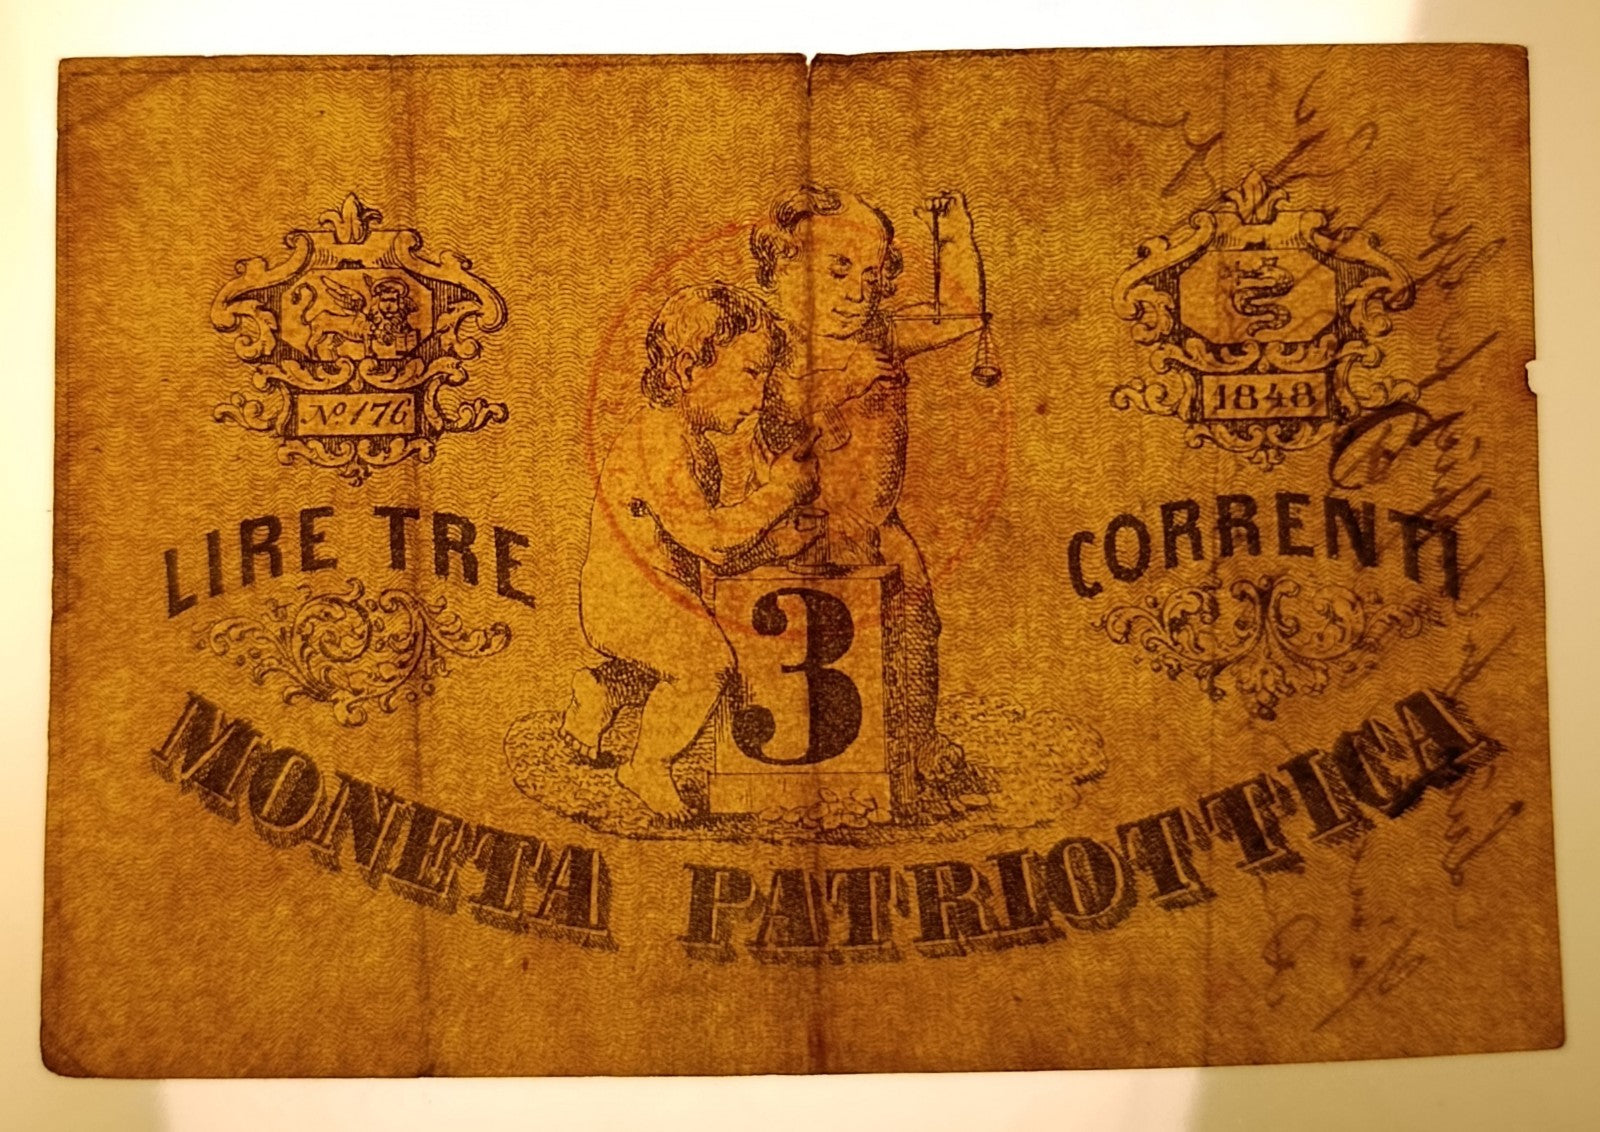 No. 176
1848
LIRE TRE CORRENTI
3
MONETA PATRIOTTICA